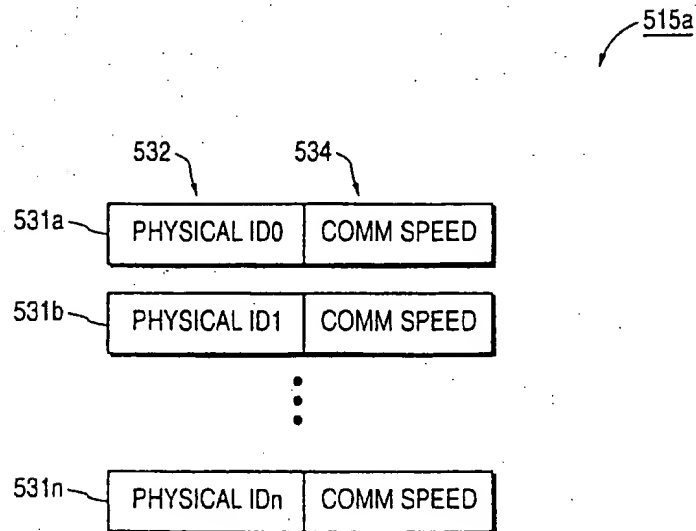 515a
532 534
531a PHYSICAL ID0 COMM SPEED
531b PHYSICAL ID1 COMM SPEED
531n PHYSICAL IDn COMM SPEED